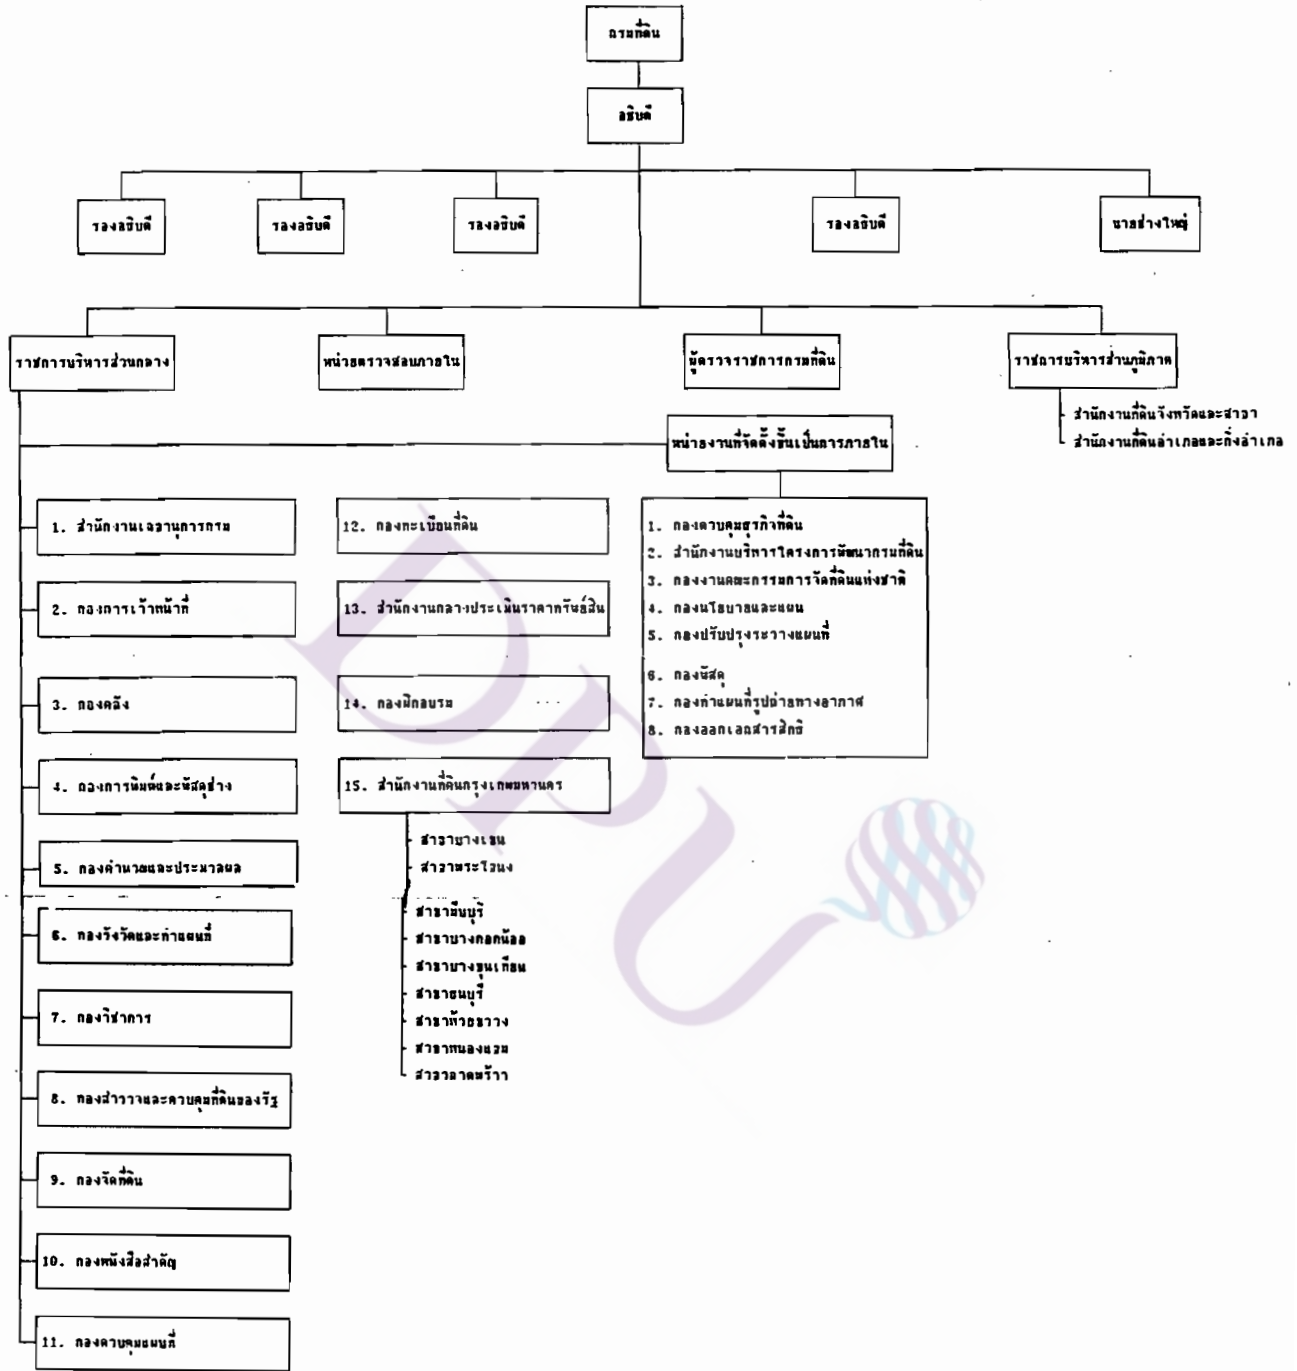 กรมที่ดิน
อธิบดี
รองอธิบดี
รองอธิบดี
รองอธิบดี
รองอธิบดี
นายช่างใหญ่
ราชการบริหารส่วนกลาง
หน่วยตรวจสอบภายใน
ผู้ตรวจราชการกรมที่ดิน
ราชการบริหารส่วนภูมิภาค
สำนักงานที่ดินจังหวัดและสาขา
สำนักงานที่ดินอำเภอและกิ่งอำเภอ
หน่วยงานที่จัดตั้งขึ้นเป็นการภายใน
1. สำนักงานเลขานุการกรม
2. กองการเจ้าหน้าที่
3. กองคลัง
4. กองการพิมพ์และพัสดุช่าง
5. กองคำนวณและประมวลผล
6. กองรังวัดและทำแผนที่
7. กองวิชาการ
8. กองสำรวจและควบคุมที่ดินของรัฐ
9. กองจัดที่ดิน
10. กองหนังสือสำคัญ
11. กองควบคุมแผนที่
12. กองทะเบียนที่ดิน
13. สำนักงานกลางประเมินราคาทรัพย์สิน
14. กองฝึกอบรม
15. สำนักงานที่ดินกรุงเทพมหานคร
สาขาบางเขน
สาขาพระโขนง
สาขามีนบุรี
สาขาบางกอกน้อย
สาขาบางขุนเทียน
สาขาธนบุรี
สาขาห้วยขวาง
สาขาหนองแขม
สาขาลาดพร้าว
1. กองควบคุมธุรกิจที่ดิน
2. สำนักงานบริหารโครงการพัฒนากรมที่ดิน
3. กองงานคณะกรรมการจัดที่ดินแห่งชาติ
4. กองนโยบายและแผน
5. กองปรับปรุงระวางแผนที่
6. กองพัสดุ
7. กองทำแผนที่รูปถ่ายทางอากาศ
8. กองออกเอกสารสิทธิ
DPU